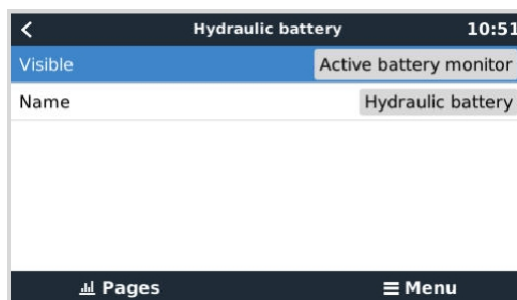 Hydraulic battery 10:51
Visible Active battery monitor
Name Hydraulic battery
Pages Menu